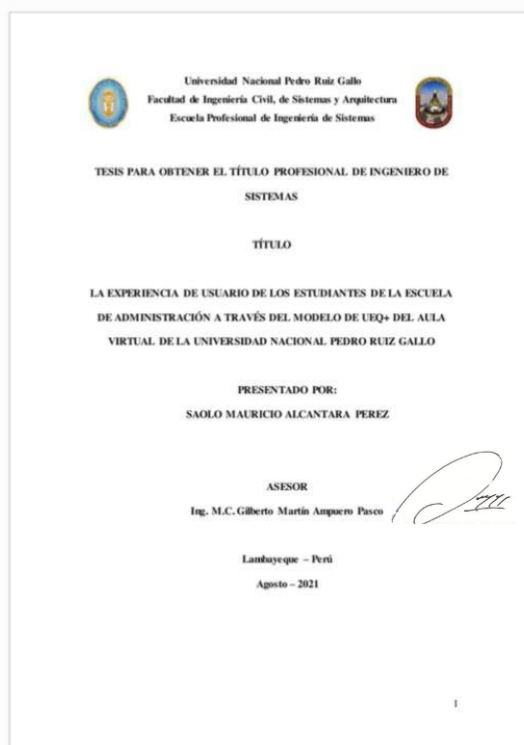 Universidad Nacional Pedro Ruiz Gallo
Facultad de Ingeniería Civil, de Sistemas y Arquitectura
Escuela Profesional de Ingeniería de Sistemas
TESIS PARA OBTENER EL TÍTULO PROFESIONAL DE INGENIERO DE
SISTEMAS
TÍTULO
LA EXPERIENCIA DE USUARIO DE LOS ESTUDIANTES DE LA ESCUELA
DE ADMINISTRACIÓN A TRAVÉS DEL MODELO DE UEQ+ DEL AULA
VIRTUAL DE LA UNIVERSIDAD NACIONAL PEDRO RUIZ GALLO
PRESENTADO POR:
SAOLO MAURICIO ALCANTARA PEREZ
ASESOR
Ing. M.C. Gilberto Martín Ampuero Pasco
Lambayeque – Perú
Agosto – 2021
1